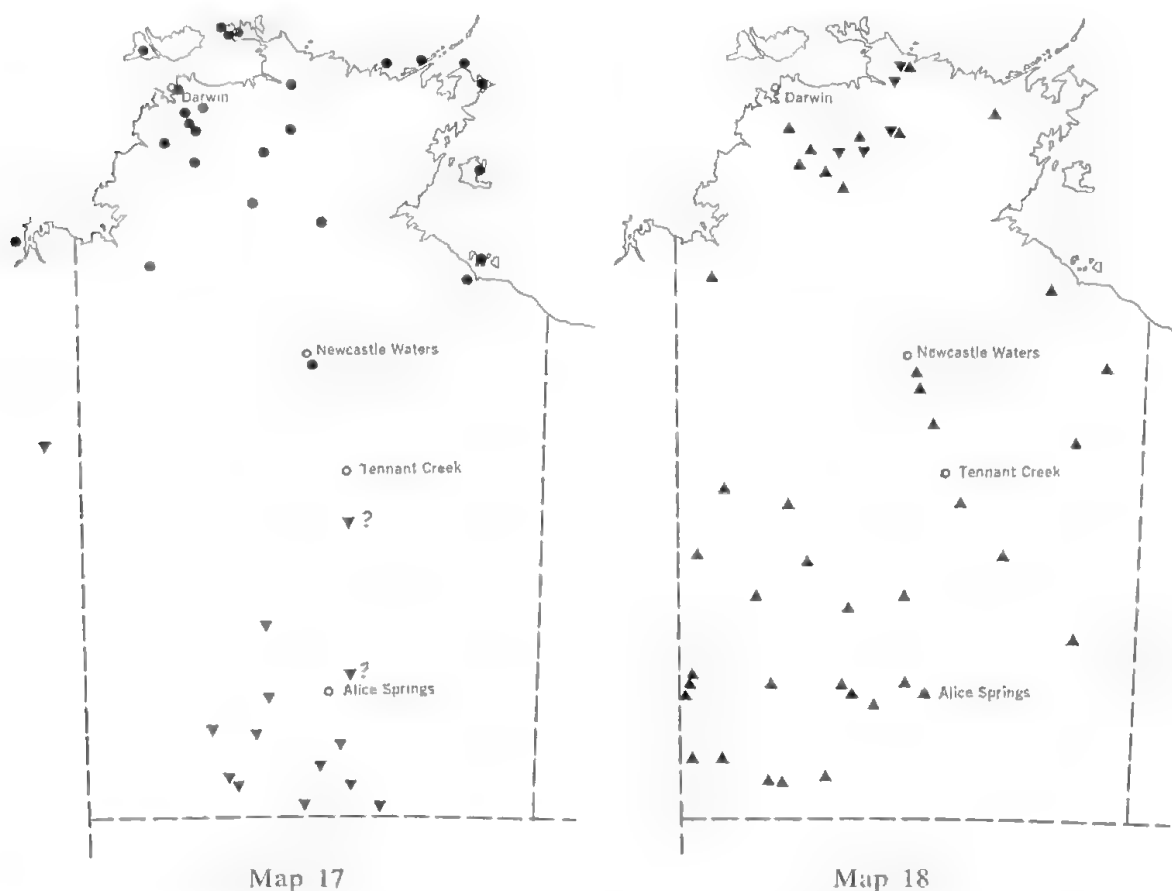 Darwin
Newcastle Waters
Tennant Creek
?
?
Alice Springs
Map 17
Darwin
Newcastle Waters
Tennant Creek
Alice Springs
Map 18